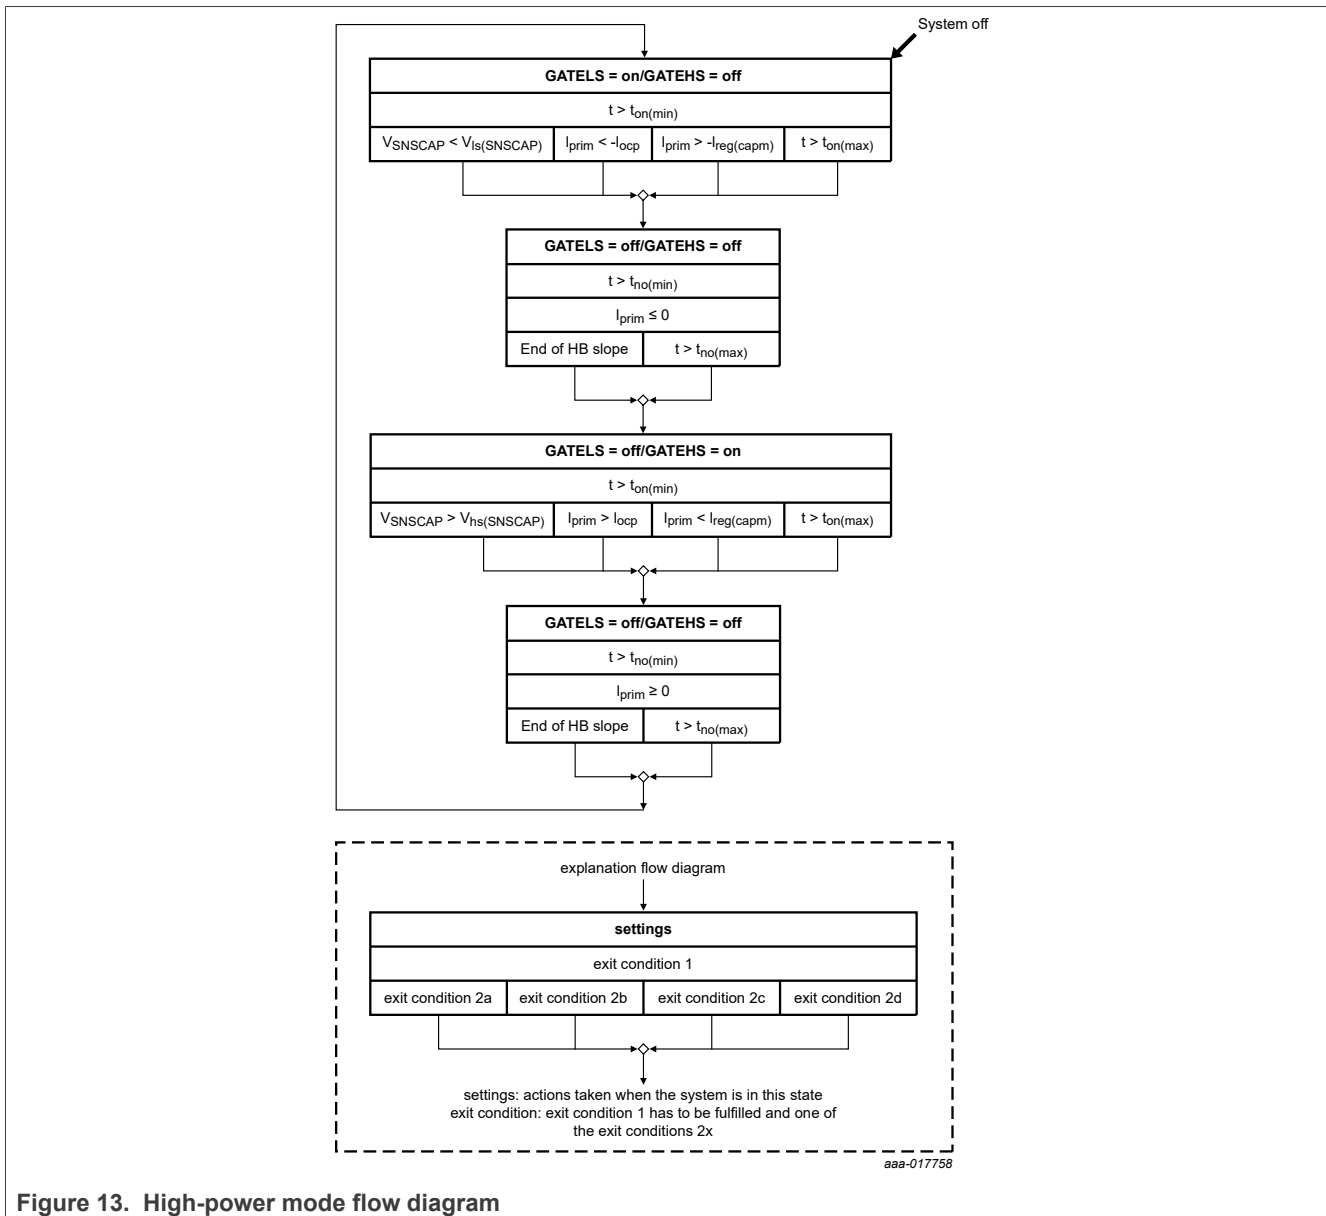 System off
GATELS = on/GATEHS = off
t > ton(min)
VSNSCAP < Vls(SNSCAP)
Iprim < -Iocp
Iprim > -Ireg(capm)
t > ton(max)
GATELS = off/GATEHS = off
t > tno(min)
Iprim ≤ 0
End of HB slope
t > tno(max)
GATELS = off/GATEHS = on
t > ton(min)
VSNSCAP > Vhs(SNSCAP)
Iprim > Iocp
Iprim < Ireg(capm)
t > ton(max)
GATELS = off/GATEHS = off
t > tno(min)
Iprim ≥ 0
End of HB slope
t > tno(max)
explanation flow diagram
settings
exit condition 1
exit condition 2a
exit condition 2b
exit condition 2c
exit condition 2d
settings: actions taken when the system is in this state
exit condition: exit condition 1 has to be fulfilled and one of
the exit conditions 2x
aaa-017758
Figure 13. High-power mode flow diagram